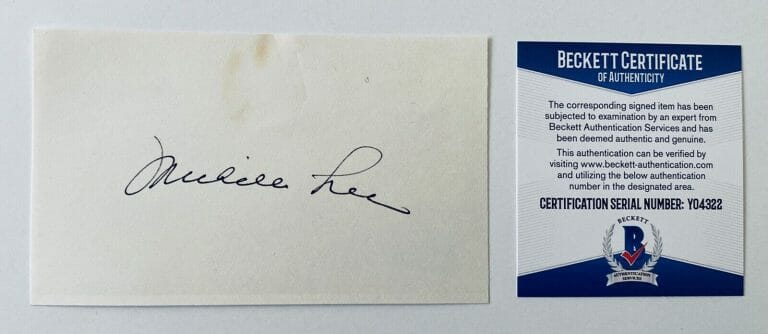 Michele Lee
BECKETT CERTIFICATE
OF AUTHENTICITY
The corresponding signed item has been
subjected to examination by an expert from
Beckett Authentication Services and has
been deemed authentic and genuine.
This authentication can be verified by
visiting www.beckett-authentication.com
and utilizing the below authentication
number in the designated area.
CERTIFICATION SERIAL NUMBER: Y04322
BECKETT
B
AUTHENTICATION
SERVICES